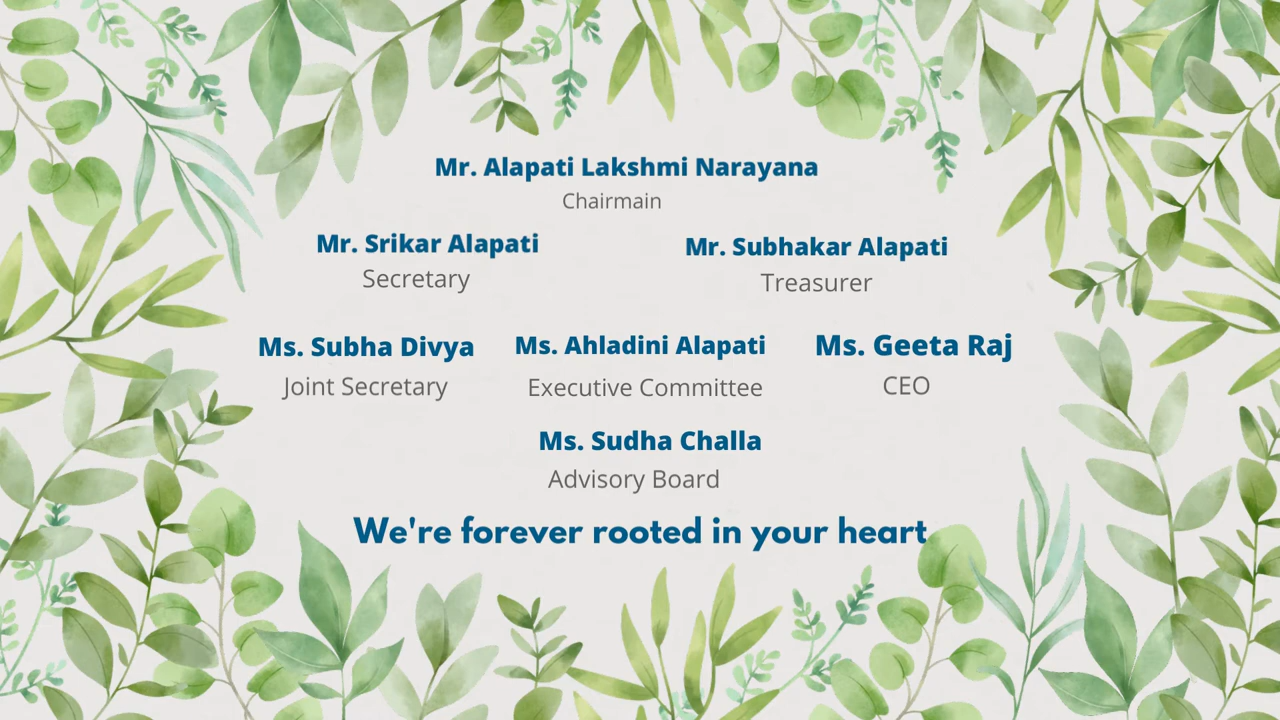 Mr. Alapati Lakshmi Narayana
Chairmain
Mr. Srikar Alapati
Secretary
Mr. Subhakar Alapati
Treasurer
Ms. Subha Divya
Joint Secretary
Ms. Ahladini Alapati
Executive Committee
Ms. Geeta Raj
CEO
Ms. Sudha Challa
Advisory Board
We're forever rooted in your heart